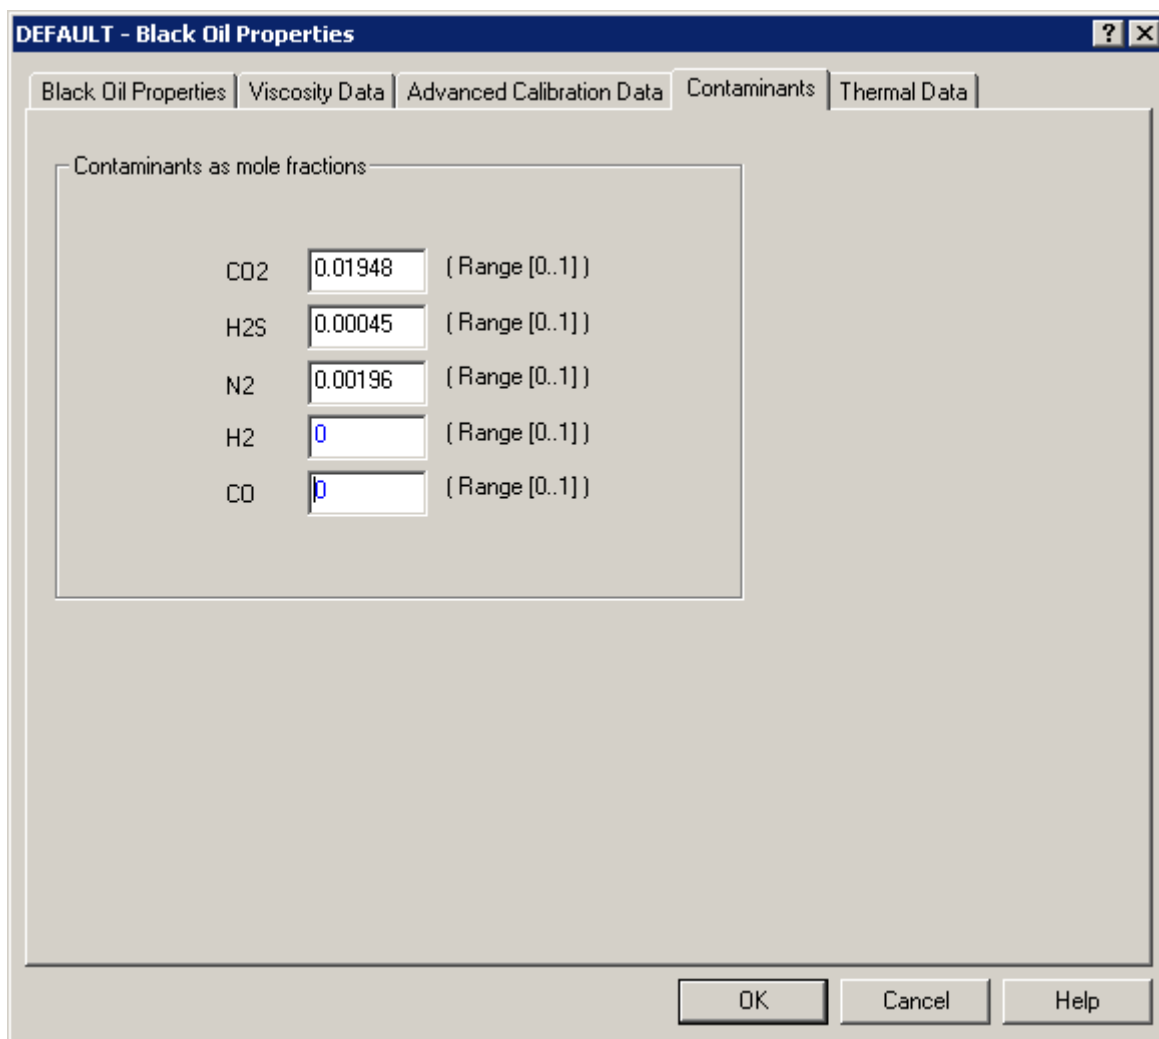 DEFAULT - Black Oil Properties
Black Oil Properties Viscosity Data Advanced Calibration Data Contaminants Thermal Data
Contaminants as mole fractions
CO2 0.01948 ( Range [0..1] )
H2S 0.00045 ( Range [0..1] )
N2 0.00196 ( Range [0..1] )
H2 0 ( Range [0..1] )
CO 0 ( Range [0..1] )
OK Cancel Help